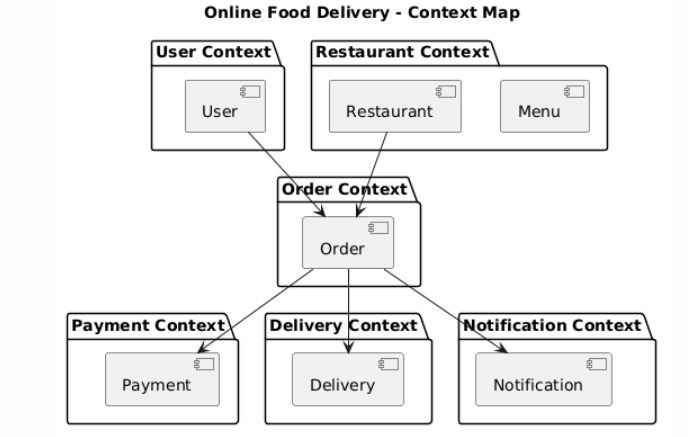 Online Food Delivery - Context Map
User Context
Restaurant Context
User
Restaurant
Menu
Order Context
Order
Payment Context
Delivery Context
Notification Context
Payment
Delivery
Notification